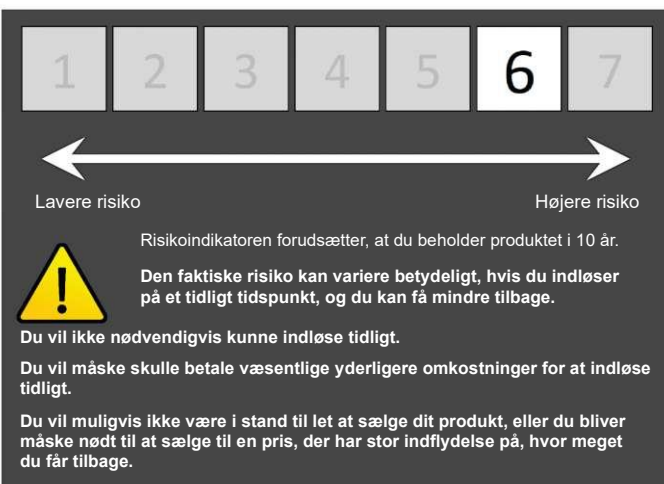 1 2 3 4 5 6 7
Lavere risiko Højere risiko
Risikoindikatoren forudsætter, at du beholder produktet i 10 år.
Den faktiske risiko kan variere betydeligt, hvis du indløser
på et tidligt tidspunkt, og du kan få mindre tilbage.
Du vil ikke nødvendigvis kunne indløse tidligt.
Du vil måske skulle betale væsentlige yderligere omkostninger for at indløse
tidligt.
Du vil muligvis ikke være i stand til let at sælge dit produkt, eller du bliver
måske nødt til at sælge til en pris, der har stor indflydelse på, hvor meget
du får tilbage.